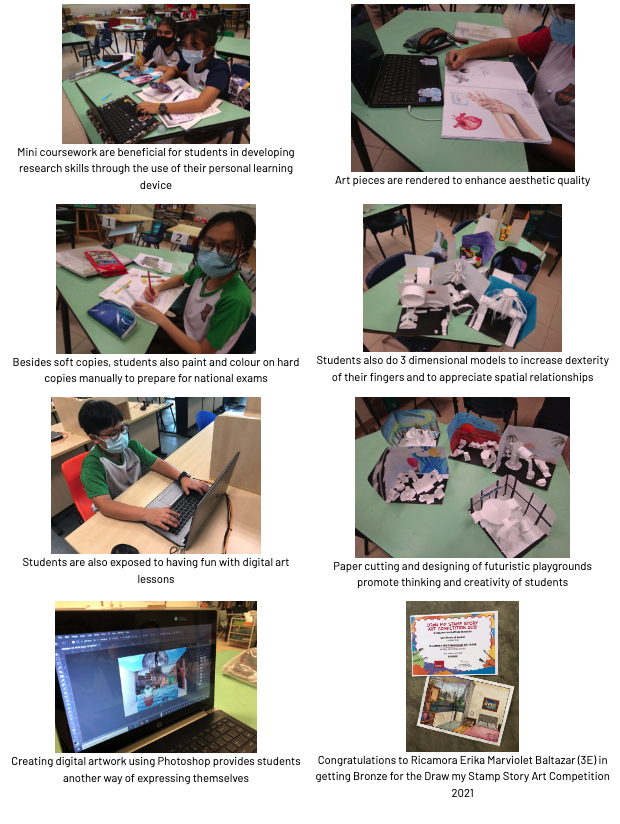 Mini coursework are beneficial for students in developing
research skills through the use of their personal learning
device
Art pieces are rendered to enhance aesthetic quality
1
2
Besides soft copies, students also paint and colour on hard
copies manually to prepare for national exams
Students also do 3 dimensional models to increase dexterity
of their fingers and to appreciate spatial relationships
Students are also exposed to having fun with digital art
lessons
Paper cutting and designing of futuristic playgrounds
promote thinking and creativity of students
DRAW MY STAMP STORY
ART COMPETITION 2021
Creating digital artwork using Photoshop provides students
another way of expressing themselves
Congratulations to Ricamora Erika Marviolet Baltazar (3E) in
getting Bronze for the Draw my Stamp Story Art Competition
2021